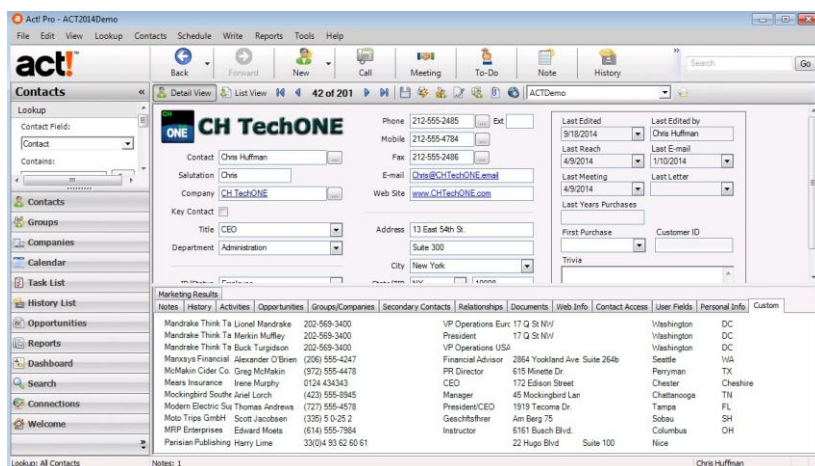 Act! Pro - ACT2014Demo
File Edit View Lookup Contacts Schedule Write Reports Tools Help
act!
Back Forward New Call Meeting To-Do Note History Search Go
Contacts «
Detail View List View 42 of 201 ACTDemo
Lookup
Contact Field:
Contact
Contains:
Contacts
Groups
Companies
Calendar
Task List
History List
Opportunities
Reports
Dashboard
Search
Connections
Welcome
CH
ONE CH TechONE
Contact Chris Huffman
Salutation Chris
Company CH TechONE
Key Contact
Title CEO
Department Administration
Phone 212-555-2485 Ext
Mobile 212-555-4784
Fax 212-555-2486
E-mail Chris@CHTechONE.email
Web Site www.CHTechONE.com
Address 13 East 54th St.
Suite 300
City New York
Last Edited Last Edited by
9/18/2014 Chris Huffman
Last Reach Last E-mail
4/9/2014 1/10/2014
Last Meeting Last Letter
4/9/2014
Last Years Purchases
First Purchase Customer ID
Trivia
Marketing Results
Notes History Activities Opportunities Groups/Companies Secondary Contacts Relationships Documents Web Info Contact Access User Fields Personal Info Custom
Mandrake Think Ta Lionel Mandrake 202-569-3400 VP Operations Eurc 17 Q St NW Washington DC
Mandrake Think Ta Merkin Muffley 202-569-3400 President 17 Q St NW Washington DC
Mandrake Think Ta Buck Turgidson 202-569-3400 VP Operations USA Washington DC
Manxsys Financial Alexander O'Brien (206) 555-4247 Financial Advisor 2864 Yookland Ave Suite 264b Seattle WA
McMakin Cider Co. Greg McMakin (972) 555-4478 PR Director 615 Minette Dr. Perryman TX
Mears Insurance Irene Murphy 0124 434343 CEO 172 Edison Street Chester Cheshire
Mockingbird Southe Ariel Lorch (423) 555-8945 Manager 45 Mockingbird Lan Chattanooga TN
Modern Electric Sup Thomas Andrews (727) 555-4578 President/CEO 1919 Tecoma Dr. Tampa FL
Moto Trips GmbH Scott Jacobsen (335) 5 0-25 2 Geschftsfhrer Am Berg 75 Sobau SH
MRP Enterprises Edward Moets (614) 555-7984 Instructor 6161 Busch Blvd. Columbus OH
Parisian Publishing Harry Lime 33(0)4 93 62 60 61 22 Hugo Blvd Suite 100 Nice
Lookup: All Contacts Notes: 1 Chris Huffman